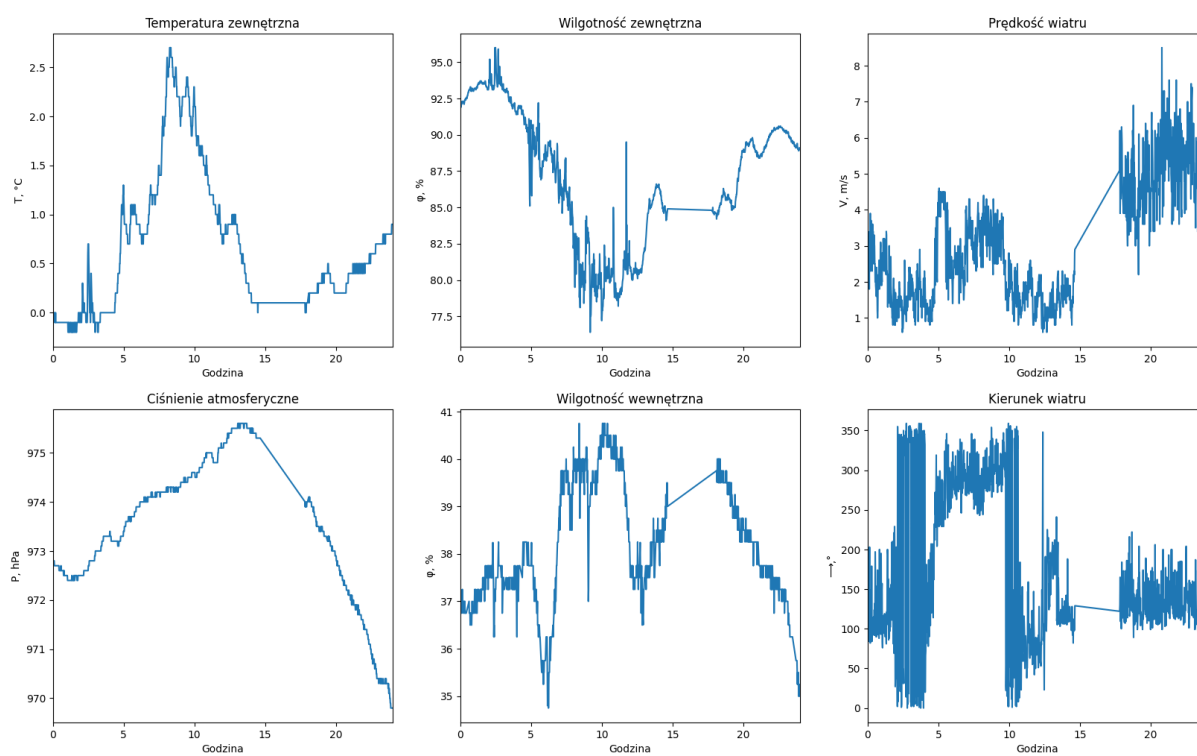 Temperatura zewnętrzna
T, °C
2.5
2.0
1.5
1.0
0.5
0.0
0 5 10 15 20
Godzina
Wilgotność zewnętrzna
φ, %
95.0
92.5
90.0
87.5
85.0
82.5
80.0
77.5
0 5 10 15 20
Godzina
Prędkość wiatru
V, m/s
8
7
6
5
4
3
2
1
0 5 10 15 20
Godzina
Ciśnienie atmosferyczne
P, hPa
975
974
973
972
971
970
0 5 10 15 20
Godzina
Wilgotność wewnętrzna
φ, %
41
40
39
38
37
36
35
0 5 10 15 20
Godzina
Kierunek wiatru
→,°
350
300
250
200
150
100
50
0
0 5 10 15 20
Godzina